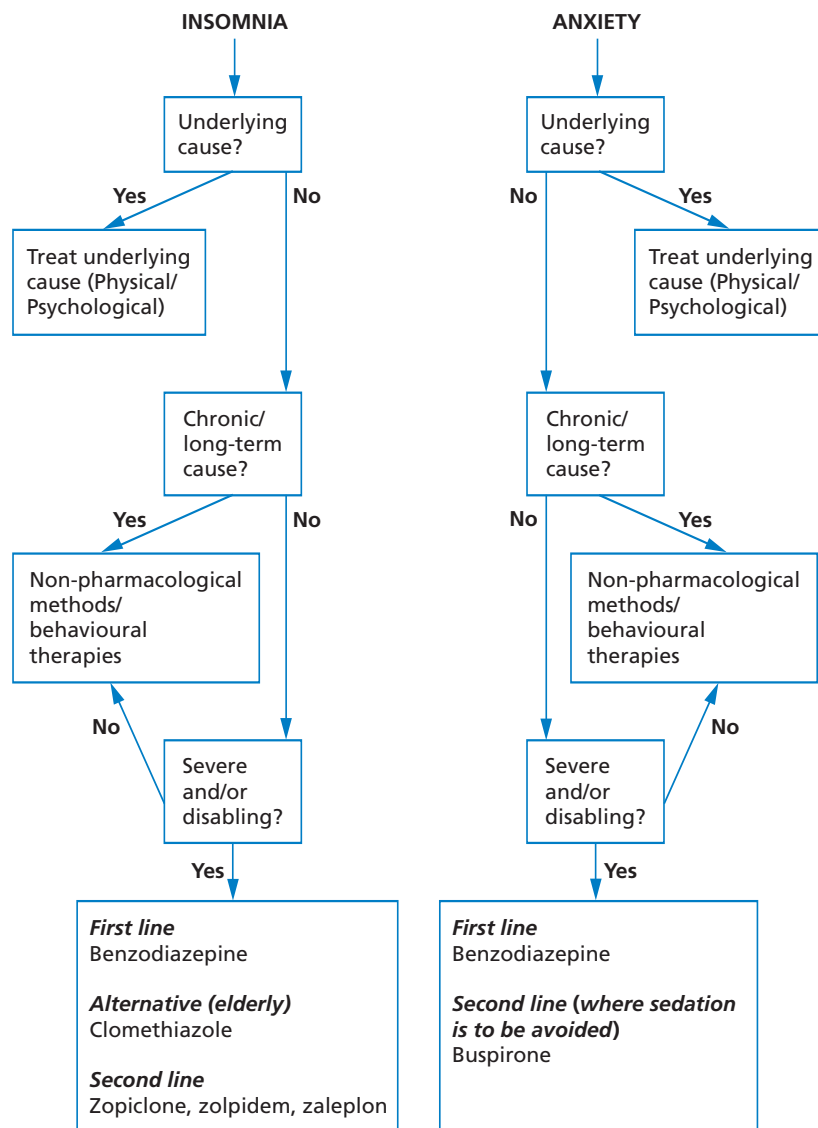 INSOMNIA
Underlying
cause?
Yes
No
Treat underlying
cause (Physical/
Psychological)
Chronic/
long-term
cause?
Yes
No
Non-pharmacological
methods/
behavioural
therapies
No
Severe
and/or
disabling?
Yes
First line
Benzodiazepine
Alternative (elderly)
Clomethiazole
Second line
Zopiclone, zolpidem, zaleplon
ANXIETY
Underlying
cause?
No
Yes
Treat underlying
cause (Physical/
Psychological)
Chronic/
long-term
cause?
No
Yes
Non-pharmacological
methods/
behavioural
therapies
No
Severe
and/or
disabling?
Yes
First line
Benzodiazepine
Second line (where sedation
is to be avoided)
Buspirone